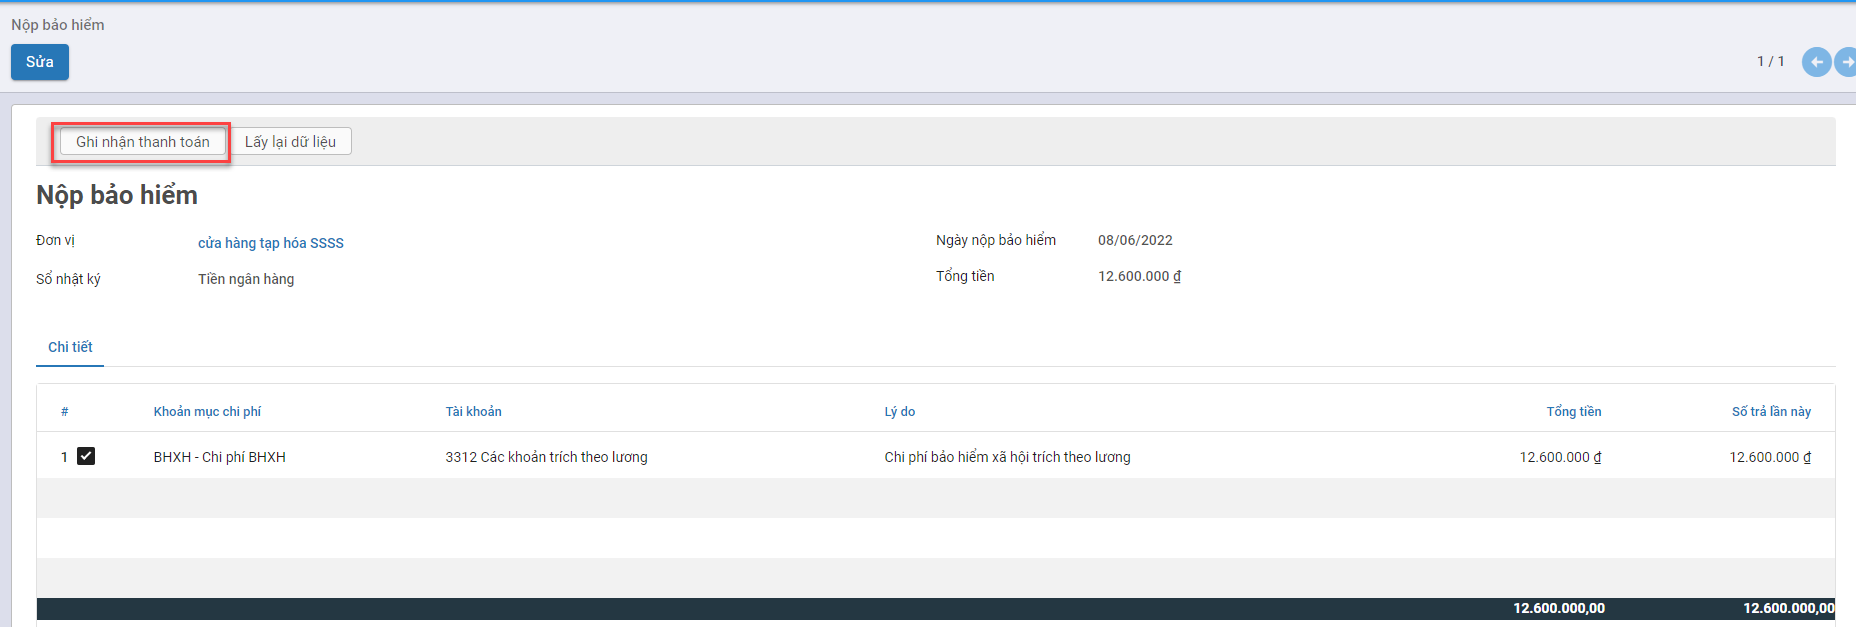 Nộp bảo hiểm
Sửa
1 / 1
Ghi nhận thanh toán Lấy lại dữ liệu
Nộp bảo hiểm
Đơn vị cửa hàng tạp hóa SSSS Ngày nộp bảo hiểm 08/06/2022
Sổ nhật ký Tiền ngân hàng Tổng tiền 12.600.000 ₫
Chi tiết
# Khoản mục chi phí Tài khoản Lý do Tổng tiền Số trả lần này
1 BHXH - Chi phí BHXH 3312 Các khoản trích theo lương Chi phí bảo hiểm xã hội trích theo lương 12.600.000 ₫ 12.600.000 ₫
12.600.000,00 12.600.000,00